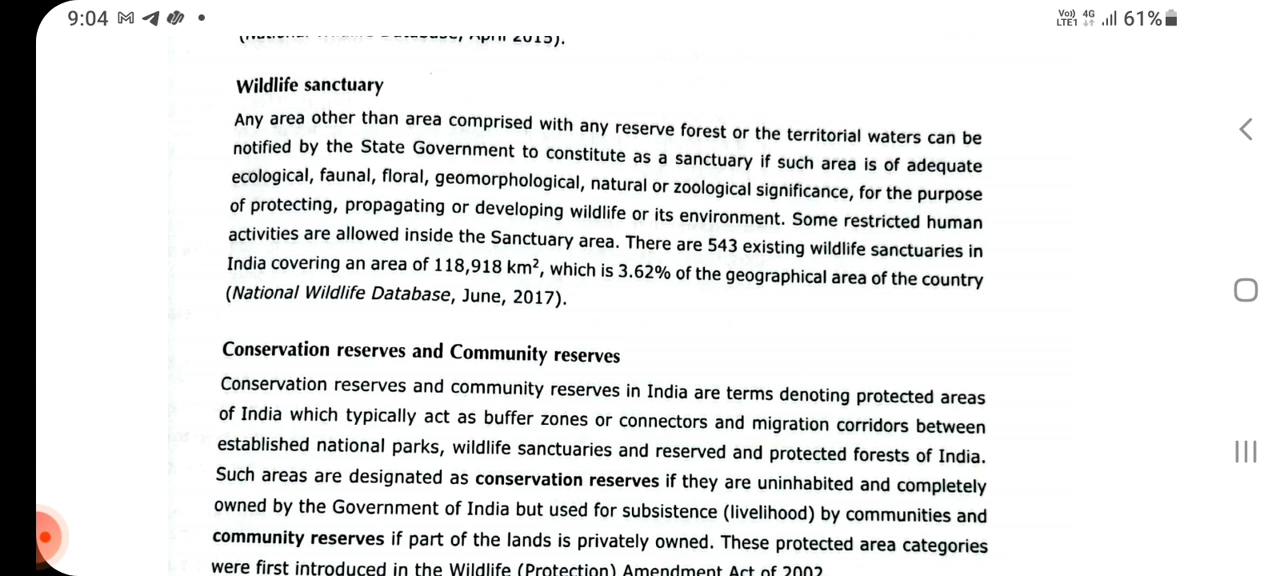 9:04
Vo)) 4G
LTE1 61%
April 2015).
Wildlife sanctuary
Any area other than area comprised with any reserve forest or the territorial waters can be
notified by the State Government to constitute as a sanctuary if such area is of adequate
ecological, faunal, floral, geomorphological, natural or zoological significance, for the purpose
of protecting, propagating or developing wildlife or its environment. Some restricted human
activities are allowed inside the Sanctuary area. There are 543 existing wildlife sanctuaries in
India covering an area of 118,918 km², which is 3.62% of the geographical area of the country
(National Wildlife Database, June, 2017).
Conservation reserves and Community reserves
Conservation reserves and community reserves in India are terms denoting protected areas
of India which typically act as buffer zones or connectors and migration corridors between
established national parks, wildlife sanctuaries and reserved and protected forests of India.
Such areas are designated as conservation reserves if they are uninhabited and completely
owned by the Government of India but used for subsistence (livelihood) by communities and
community reserves if part of the lands is privately owned. These protected area categories
were first introduced in the Wildlife (Protection) Amendment Act of 2002.